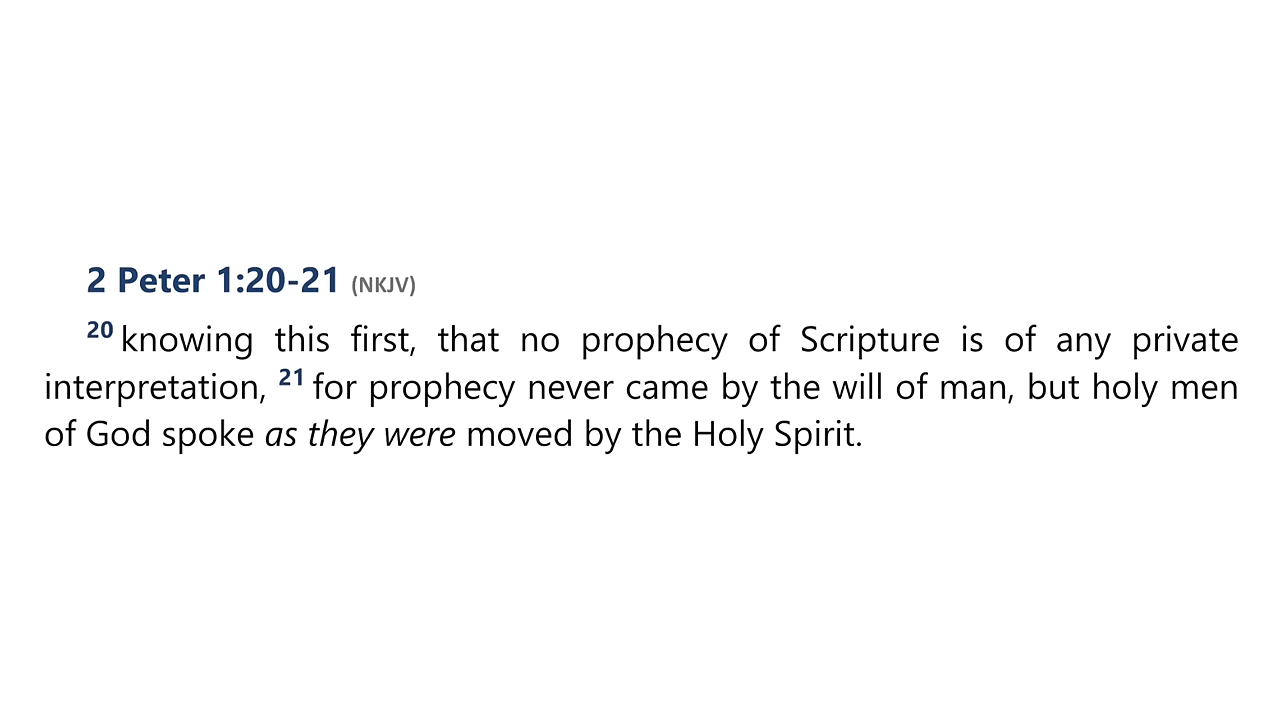 2 Peter 1:20-21 (NKJV)
20 knowing this first, that no prophecy of Scripture is of any private
interpretation, 21 for prophecy never came by the will of man, but holy men
of God spoke as they were moved by the Holy Spirit.